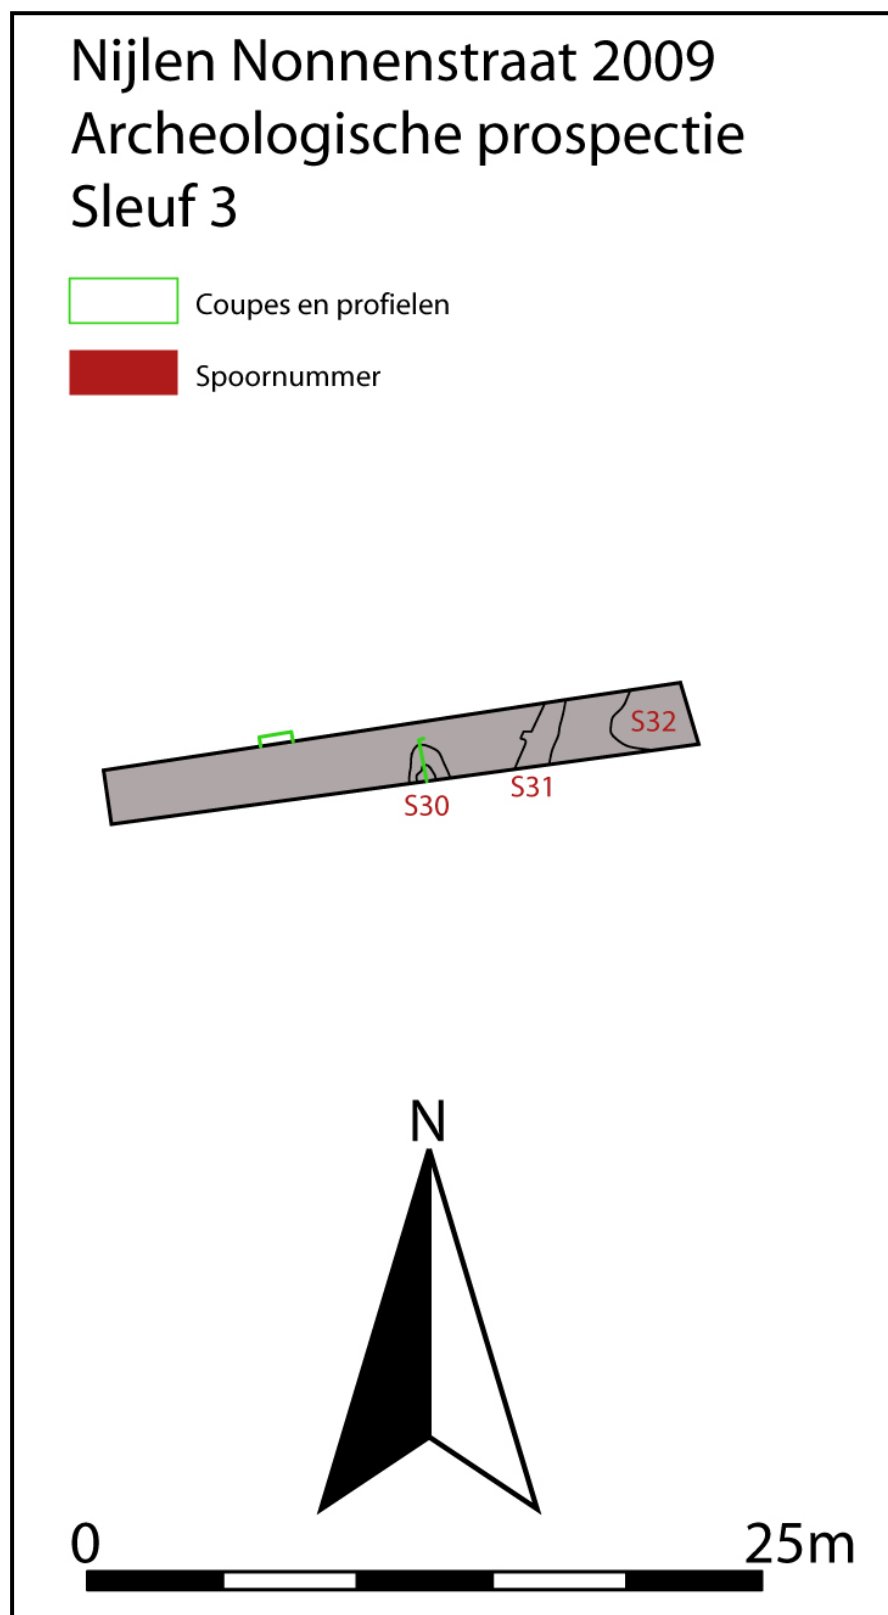 Nijlen Nonnenstraat 2009
Archeologische prospectie
Sleuf 3
Coupes en profielen
Spoornummer
S32
S31
S30
N
0 25m